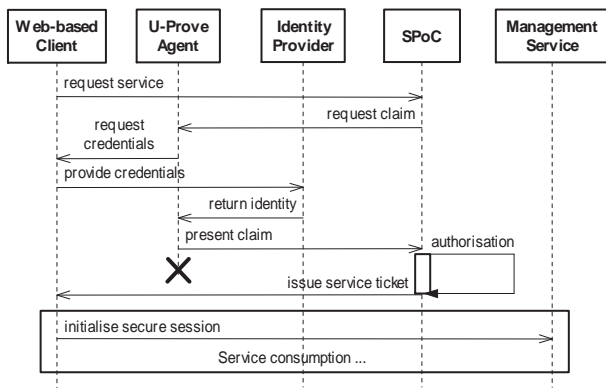 Web-based U-Prove Identity SPoC Management
Client Agent Provider Service
request service
request claim
request
credentials
provide credentials
return identity
present claim
authorisation
issue service ticket
initialise secure session
Service consumption ...